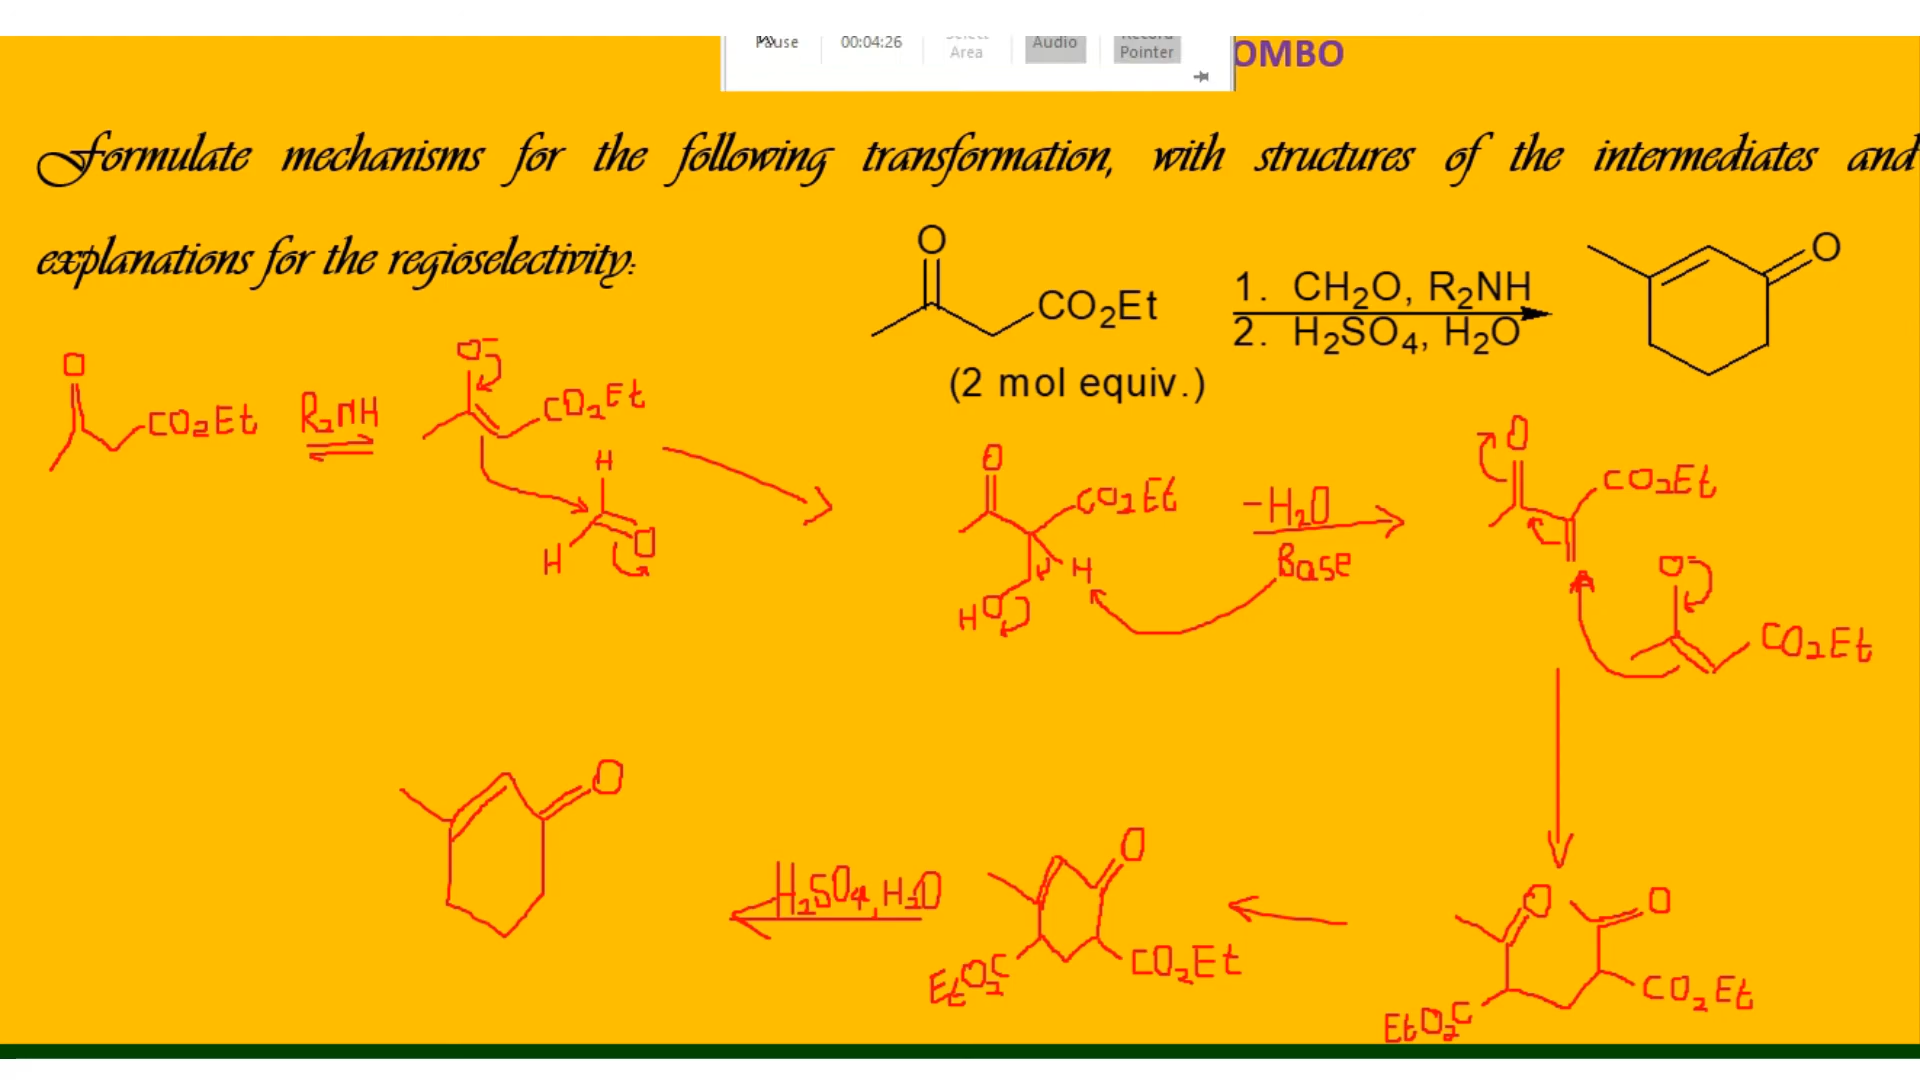 Pause
00:04:26
Select Area
Audio
Record Pointer
OMBO
Formulate mechanisms for the following transformation, with structures of the intermediates and
explanations for the regioselectivity:
O
CO2Et
(2 mol equiv.)
1. CH2O, R2NH
2. H2SO4, H2O
O
O
CO2Et
R2NH
O-
CO2Et
H
H
O
O
CO2Et
H
HO
-H2O
Base
O
CO2Et
O-
CO2Et
O
O
CO2Et
EtO2C
O
CO2Et
EtO2C
H2SO4, H2O
O